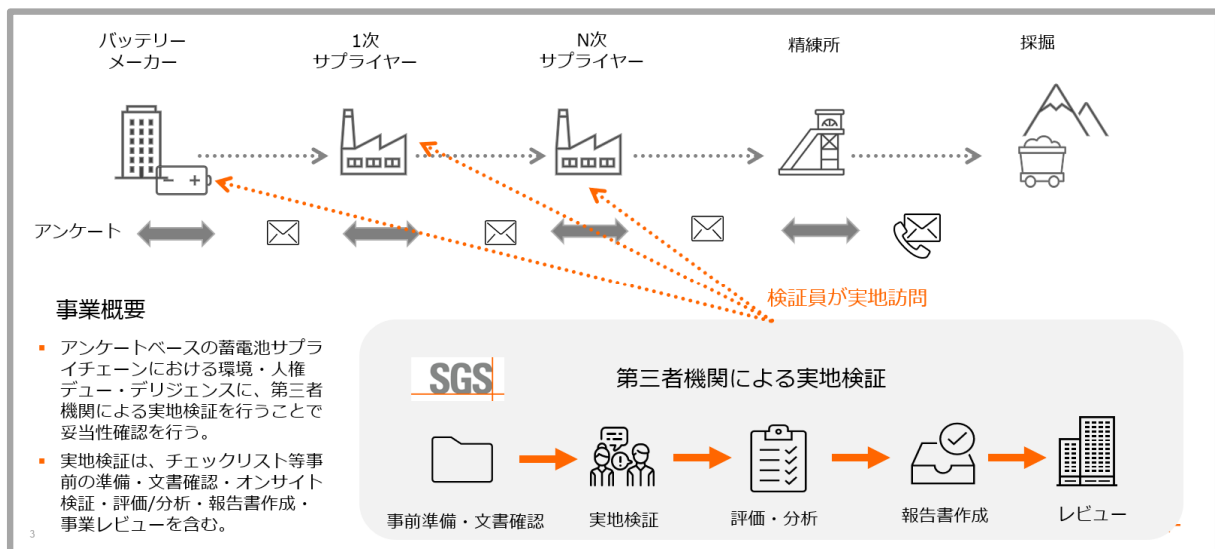 バッテリー
メーカー
1次
サプライヤー
N次
サプライヤー
精練所
採掘
アンケート
検証員が実地訪問
事業概要
▪ アンケートベースの蓄電池サプラ
イチェーンにおける環境・人権
デュー・デリジェンスに、第三者
機関による実地検証を行うことで
妥当性確認を行う。
▪ 実地検証は、チェックリスト等事
前の準備・文書確認・オンサイト
検証・評価/分析・報告書作成・
事業レビューを含む。
SGS
第三者機関による実地検証
事前準備・文書確認
実地検証
評価・分析
報告書作成
レビュー
3